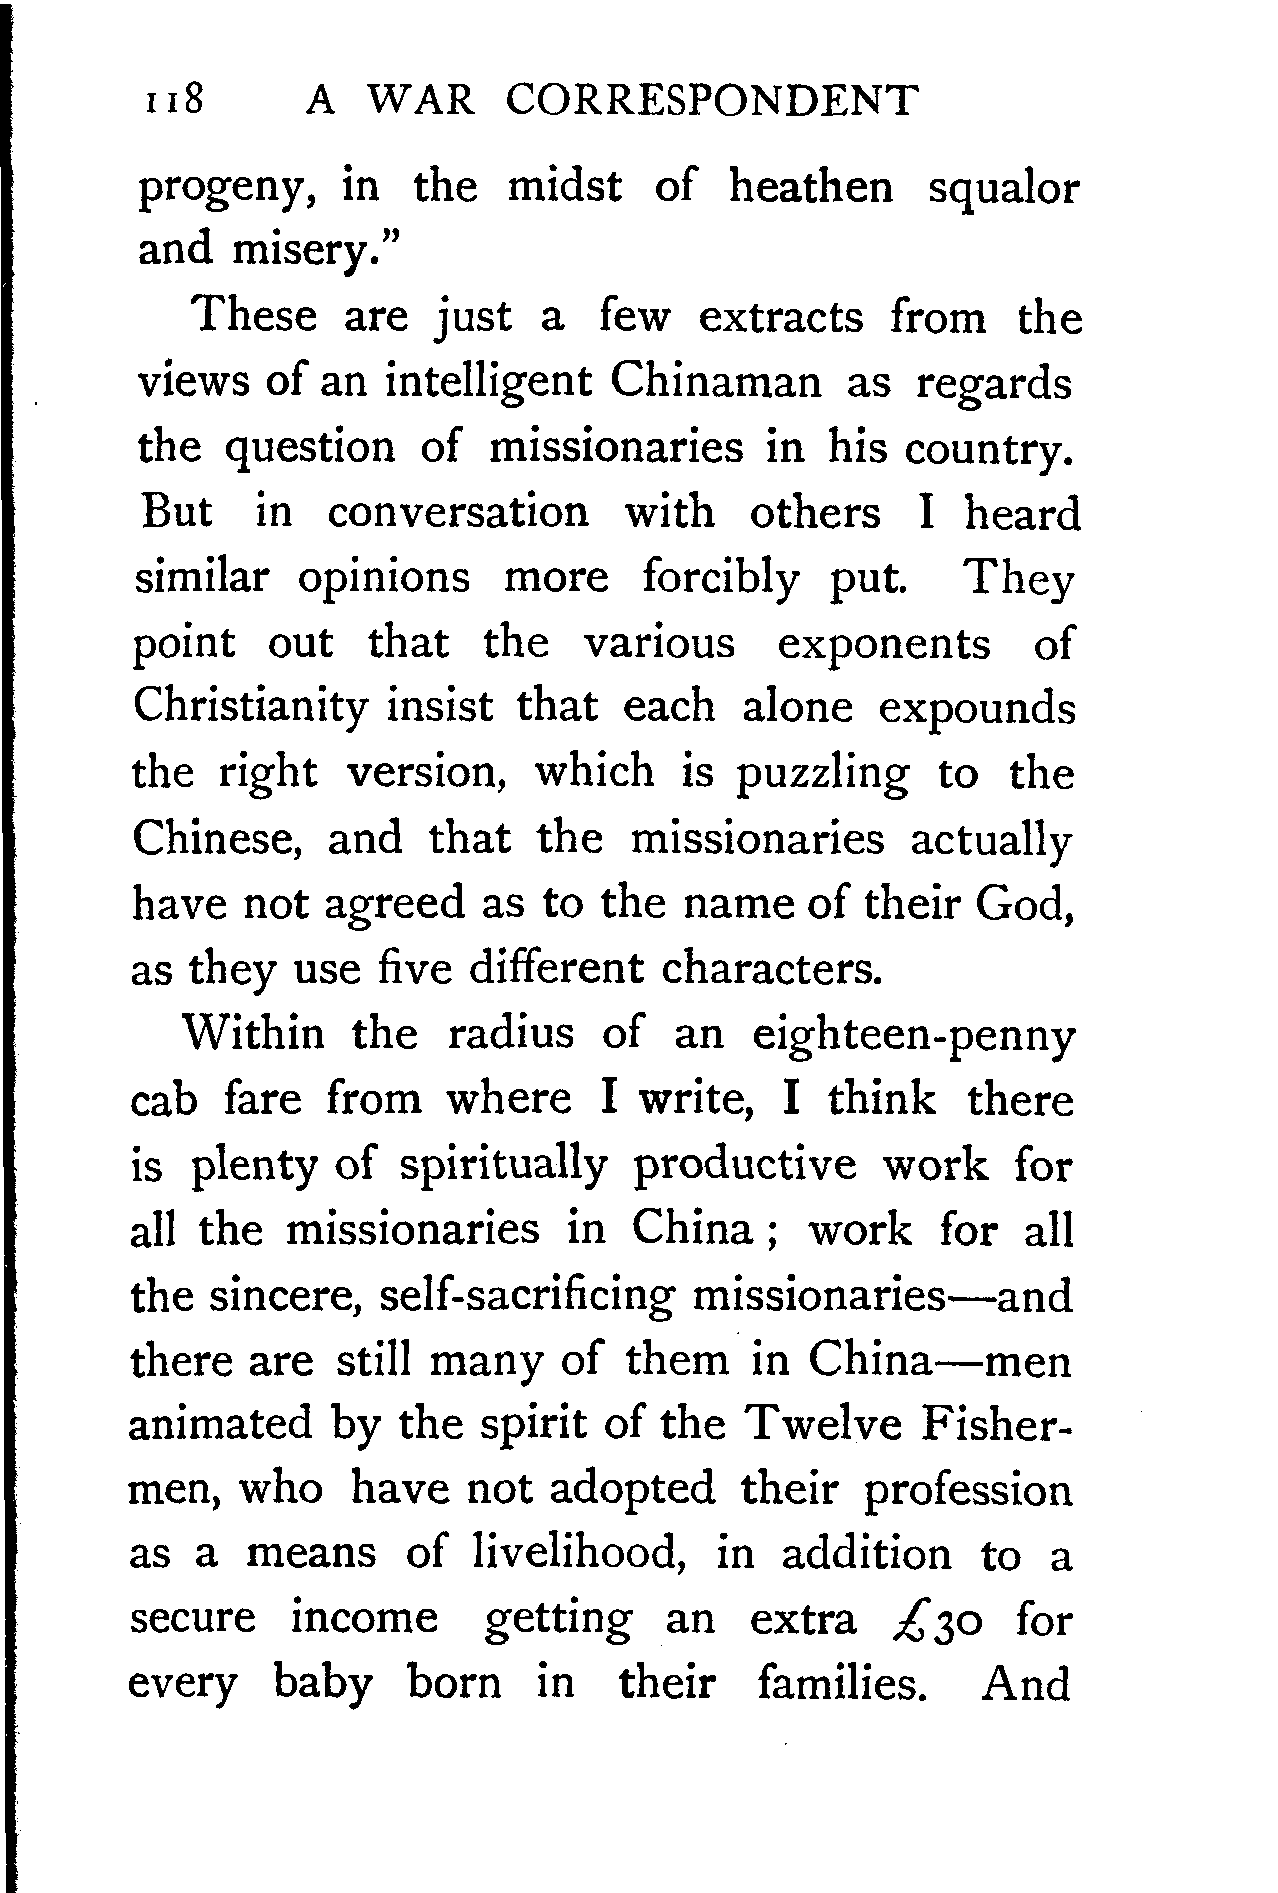 118 A WAR CORRESPONDENT
progeny, in the midst of heathen squalor
and misery.”
These are just a few extracts from the
views of an intelligent Chinaman as regards
the question of missionaries in his country.
But in conversation with others I heard
similar opinions more forcibly put. They
point out that the various exponents of
Christianity insist that each alone expounds
the right version, which is puzzling to the
Chinese, and that the missionaries actually
have not agreed as to the name of their God,
as they use five different characters.
Within the radius of an eighteen-penny
cab fare from where I write, I think there
is plenty of spiritually productive work for
all the missionaries in China ; work for all
the sincere, self-sacrificing missionaries—and
there are still many of them in China—men
animated by the spirit of the Twelve Fisher-
men, who have not adopted their profession
as a means of livelihood, in addition to a
secure income getting an extra £30 for
every baby born in their families. And